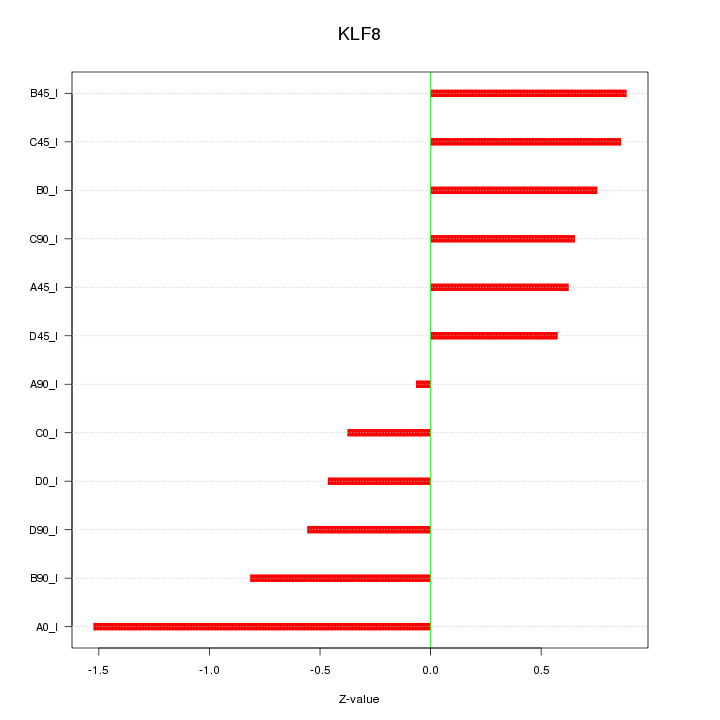 KLF8
B45_I
C45_I
B0_I
C90_I
A45_I
D45_I
A90_I
C0_I
D0_I
D90_I
B90_I
A0_I
-1.5 -1.0 -0.5 0.0 0.5
Z-value